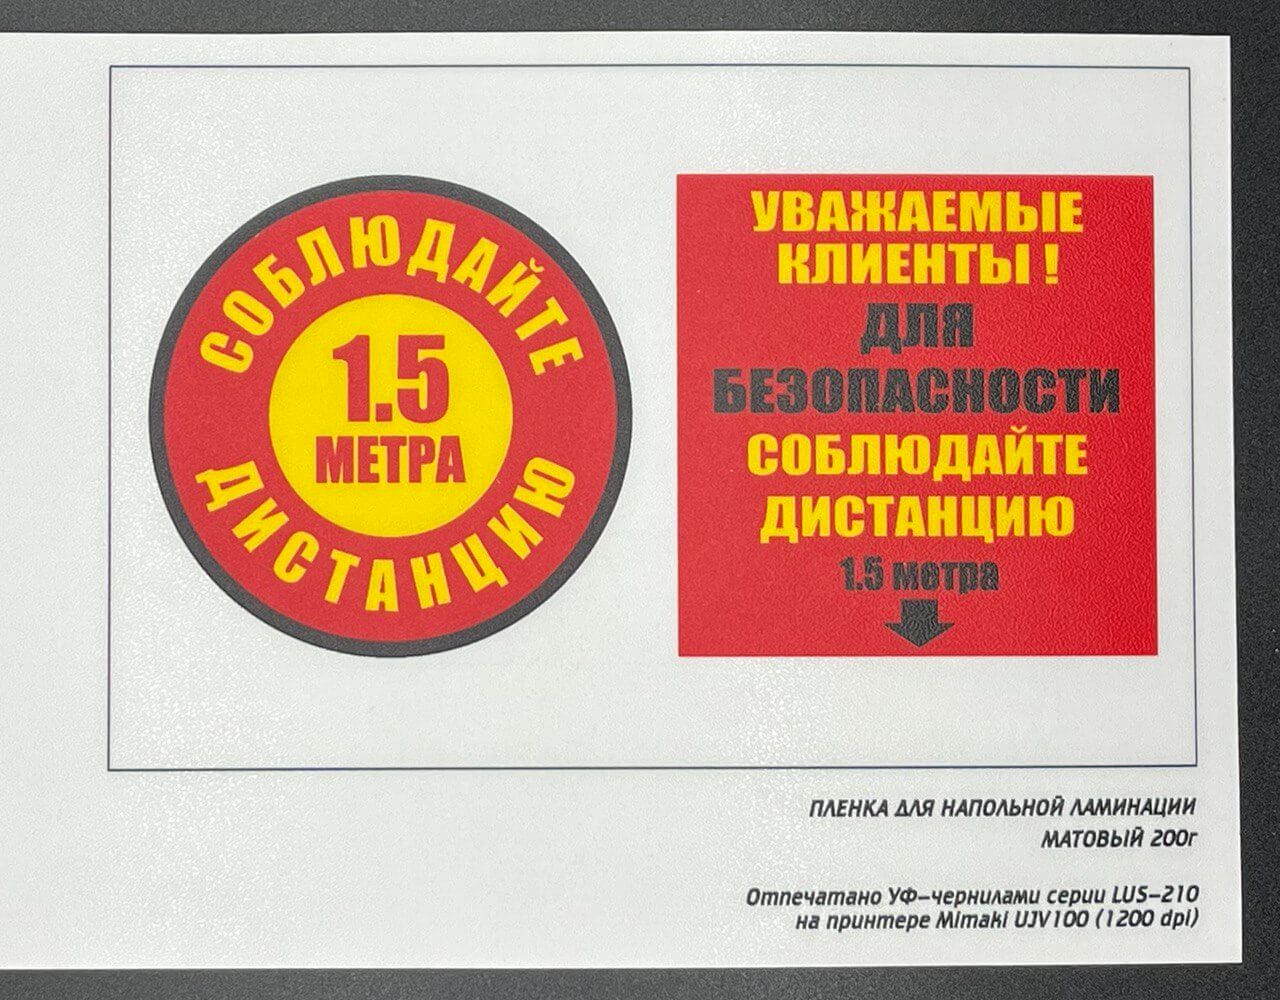 СОБЛЮДАЙТЕ
1.5
МЕТРА
ДИСТАНЦИЮ
УВАЖАЕМЫЕ
КЛИЕНТЫ !
ДЛЯ
БЕЗОПАСНОСТИ
СОБЛЮДАЙТЕ
ДИСТАНЦИЮ
1.5 метра
ПЛЕНКА ДЛЯ НАПОЛЬНОЙ ЛАМИНАЦИИ
МАТОВЫЙ 200г
Отпечатано УФ-чернилами серии LUS-210
на принтере Mimaki UJV100 (1200 dpi)